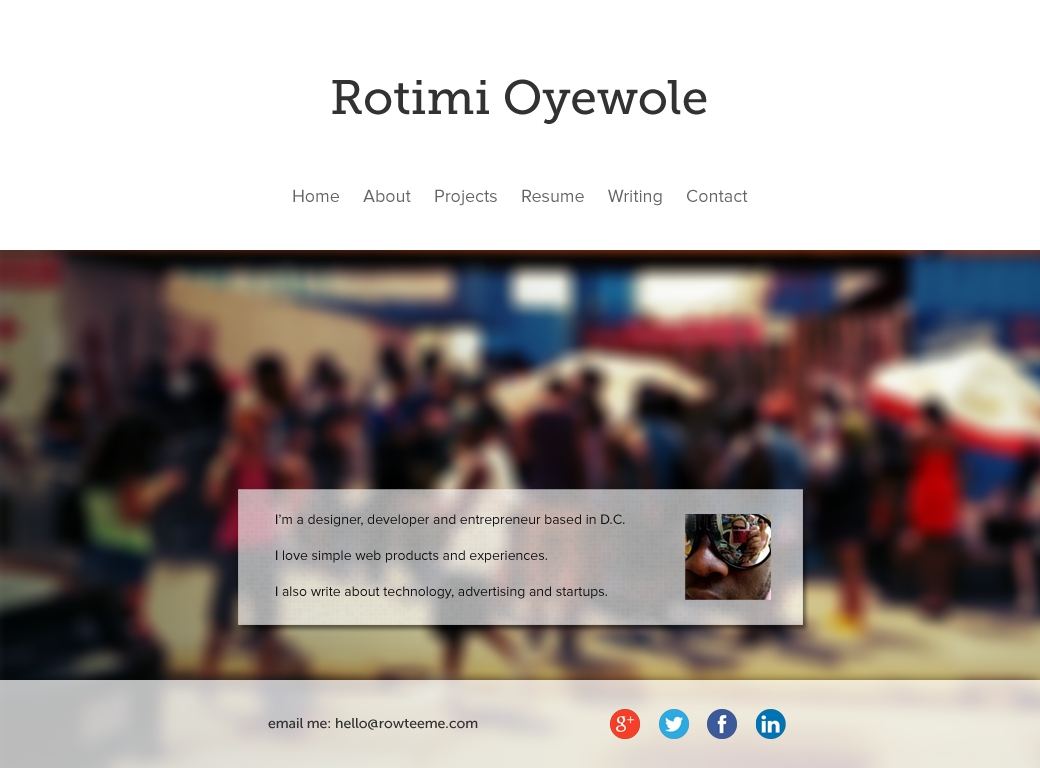 Rotimi Oyewole
Home About Projects Resume Writing Contact
I'm a designer, developer and entrepreneur based in D.C.
I love simple web products and experiences.
I also write about technology, advertising and startups.
email me: hello@rowteeme.com
g+ f in